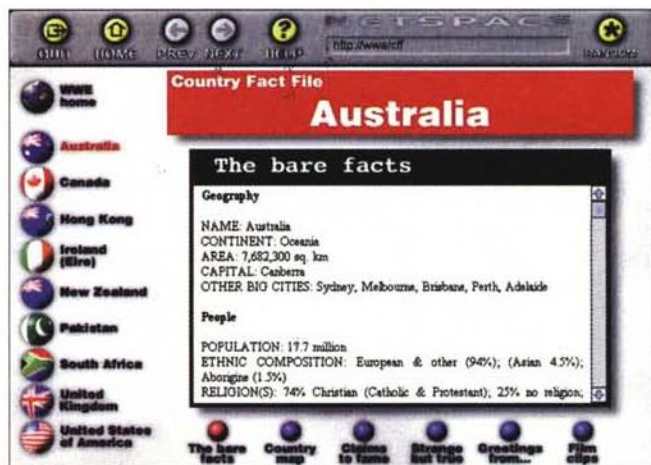 QUIT HOME PREV NEXT HELP
NETSPACE
http://wwa/cff
RANDOM
WWE
home
Australia
Canada
Hong Kong
Ireland
(Eire)
New Zealand
Pakistan
South Africa
United
Kingdom
United States
of America
Country Fact File
Australia
The bare facts
Geography
NAME: Australia
CONTINENT: Oceania
AREA: 7,682,300 sq. km
CAPITAL: Canberra
OTHER BIG CITIES: Sydney, Melbourne, Brisbane, Perth, Adelaide
People
POPULATION: 17.7 million
ETHNIC COMPOSITION: European & other (94%); (Asian 4.5%);
Aborigine (1.5%)
RELIGION(S): 74% Christian (Catholic & Protestant); 25% no religion;
The bare
facts
Country
map
Claims
to fame
Strange
but true
Greetings
from...
Film
clips